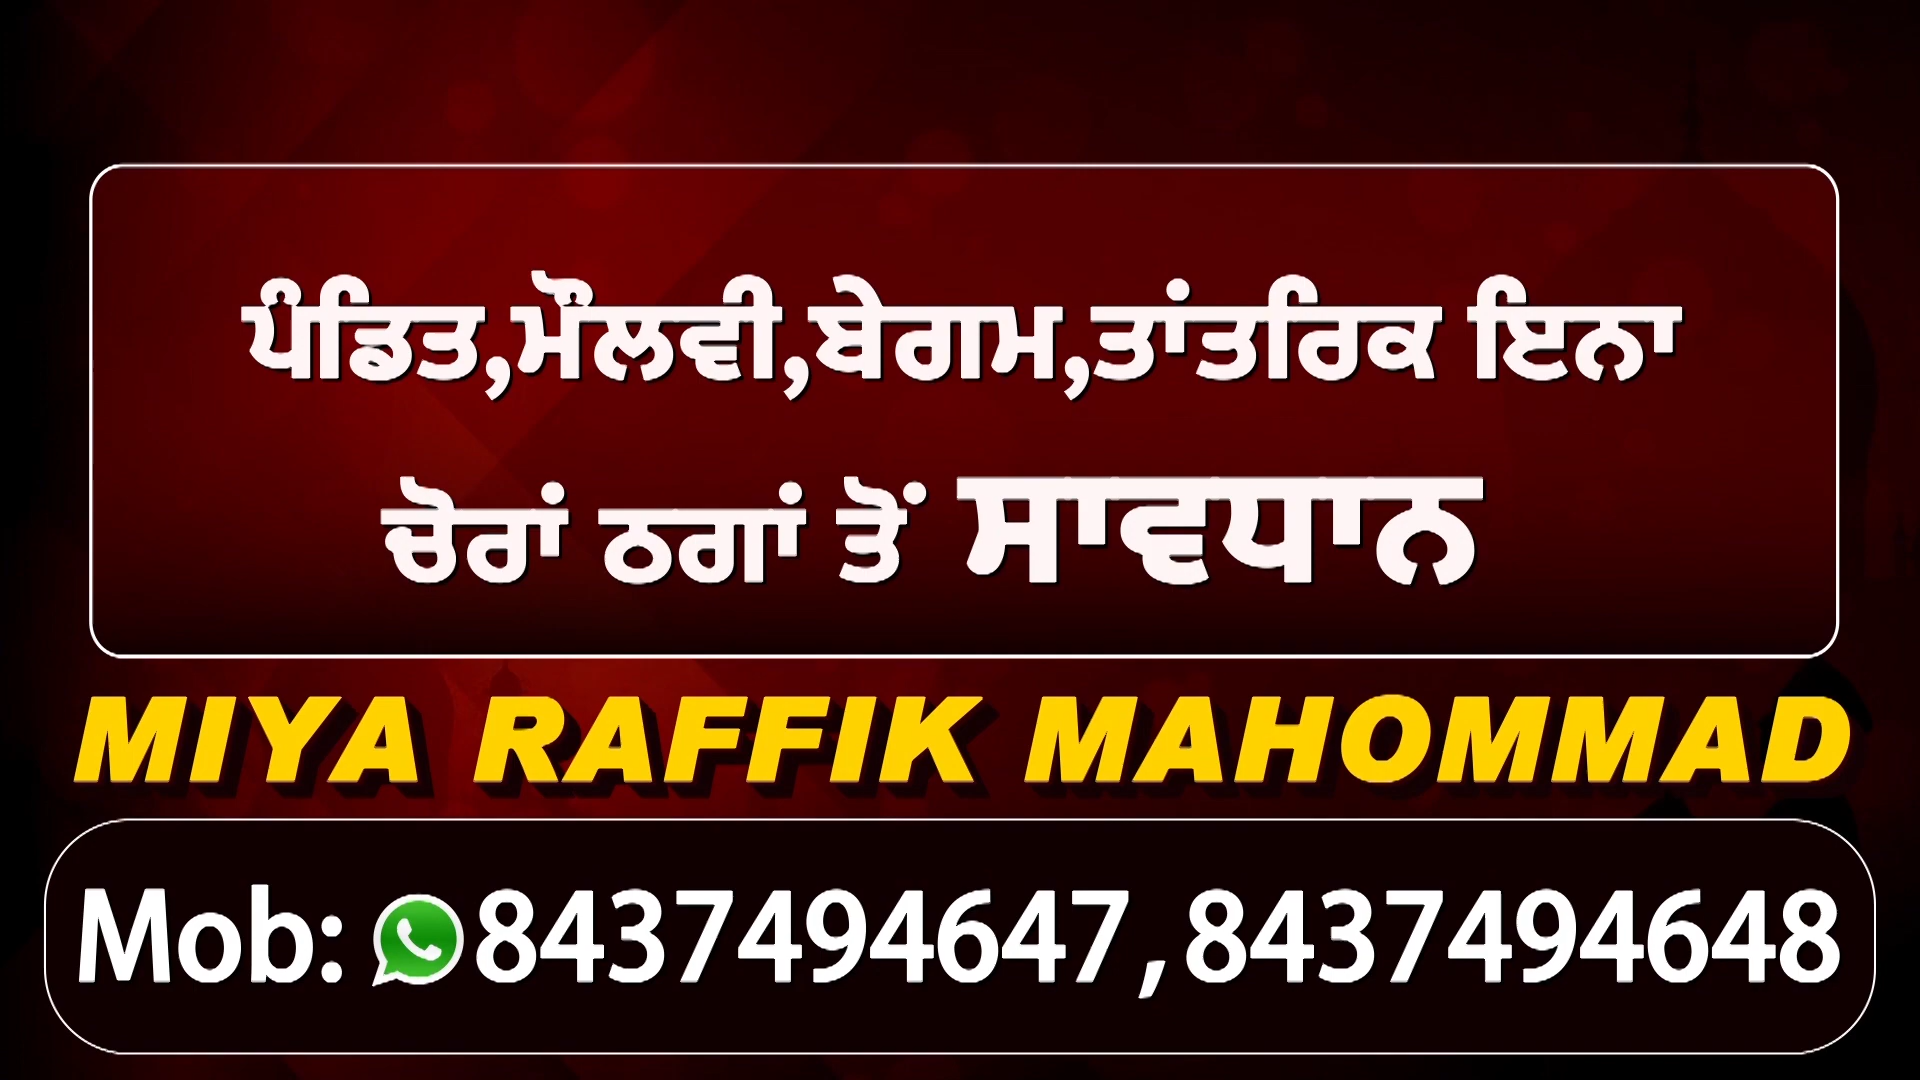 ਪੰਡਿਤ,ਮੌਲਵੀ,ਬੇਗਮ,ਤਾਂਤਰਿਕ ਇਨਾ
ਚੋਰਾਂ ਠਗਾਂ ਤੋਂ ਸਾਵਧਾਨ
MIYA RAFFIK MAHOMMAD
Mob: 8437494647, 8437494648